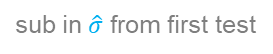 sub in σ̂ from first test